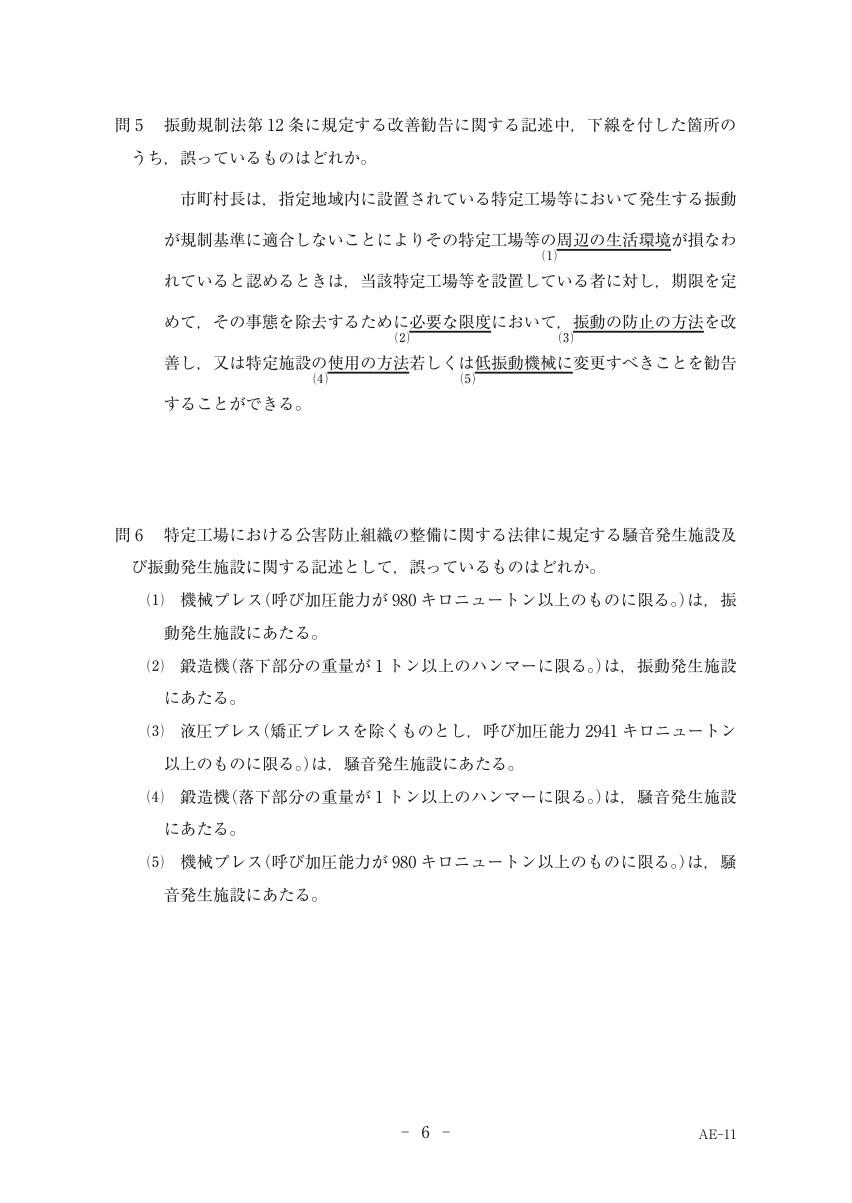 問5　振動規制法第12条に規定する改善勧告に関する記述中，下線を付した箇所の
うち，誤っているものはどれか。
市町村長は，指定地域内に設置されている特定工場等において発生する振動
が規制基準に適合しないことによりその特定工場等の周辺の生活環境が損なわ
(1)
れていると認めるときは，当該特定工場等を設置している者に対し，期限を定
めて，その事態を除去するために必要な限度において，振動の防止の方法を改
(2) (3)
善し，又は特定施設の使用の方法若しくは低振動機械に変更すべきことを勧告
(4) (5)
することができる。
問6　特定工場における公害防止組織の整備に関する法律に規定する騒音発生施設及
び振動発生施設に関する記述として，誤っているものはどれか。
(1)　機械プレス(呼び加圧能力が980キロニュートン以上のものに限る。)は，振
動発生施設にあたる。
(2)　鍛造機(落下部分の重量が1トン以上のハンマーに限る。)は，振動発生施設
にあたる。
(3)　液圧プレス(矯正プレスを除くものとし，呼び加圧能力2941キロニュートン
以上のものに限る。)は，騒音発生施設にあたる。
(4)　鍛造機(落下部分の重量が1トン以上のハンマーに限る。)は，騒音発生施設
にあたる。
(5)　機械プレス(呼び加圧能力が980キロニュートン以上のものに限る。)は，騒
音発生施設にあたる。
－ 6 －
AE-11